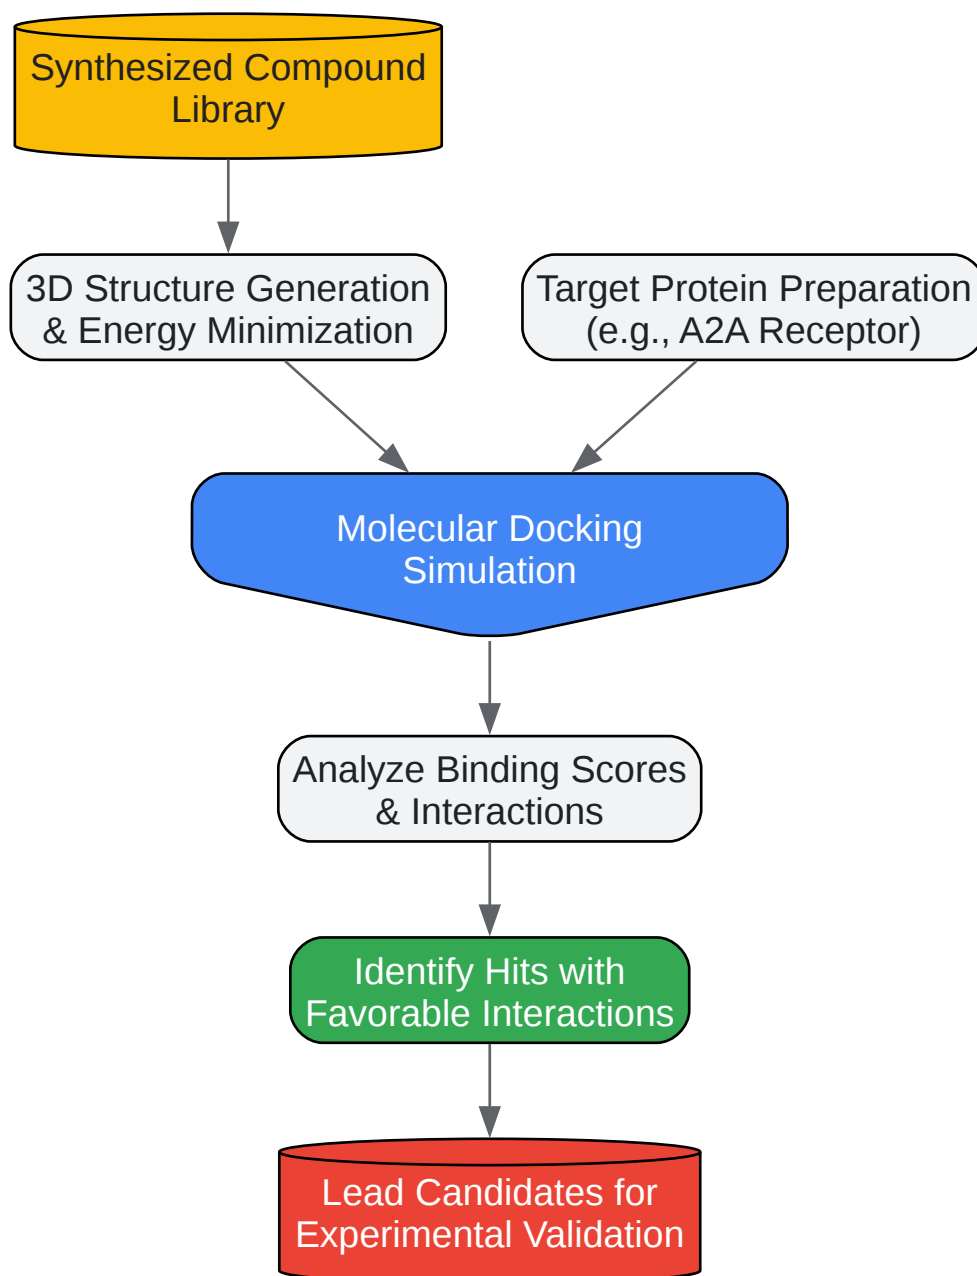 Synthesized Compound
Library
3D Structure Generation
& Energy Minimization
Target Protein Preparation
(e.g., A2A Receptor)
Molecular Docking
Simulation
Analyze Binding Scores
& Interactions
Identify Hits with
Favorable Interactions
Lead Candidates for
Experimental Validation